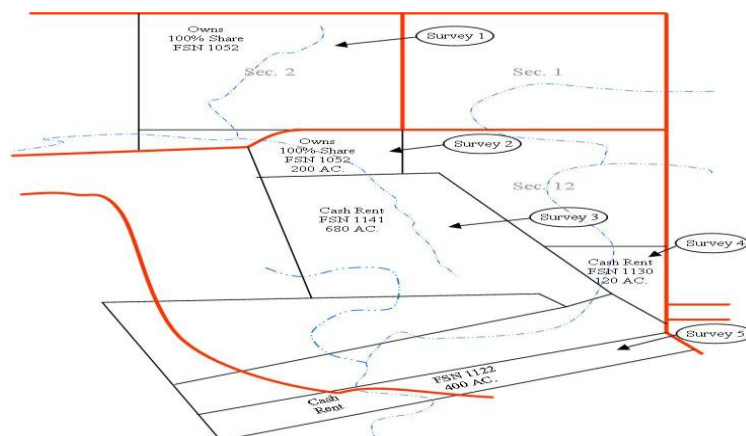 Owns
100% Share
FSN 1052
Survey 1
Sec. 2
Sec. 1
Owns
100% Share
FSN 1052
200 AC.
Survey 2
Sec. 12
Cash Rent
FSN 1141
680 AC.
Survey 3
Survey 4
Cash Rent
FSN 1130
120 AC.
Survey 5
FSN 1122
400 AC.
Cash
Rent